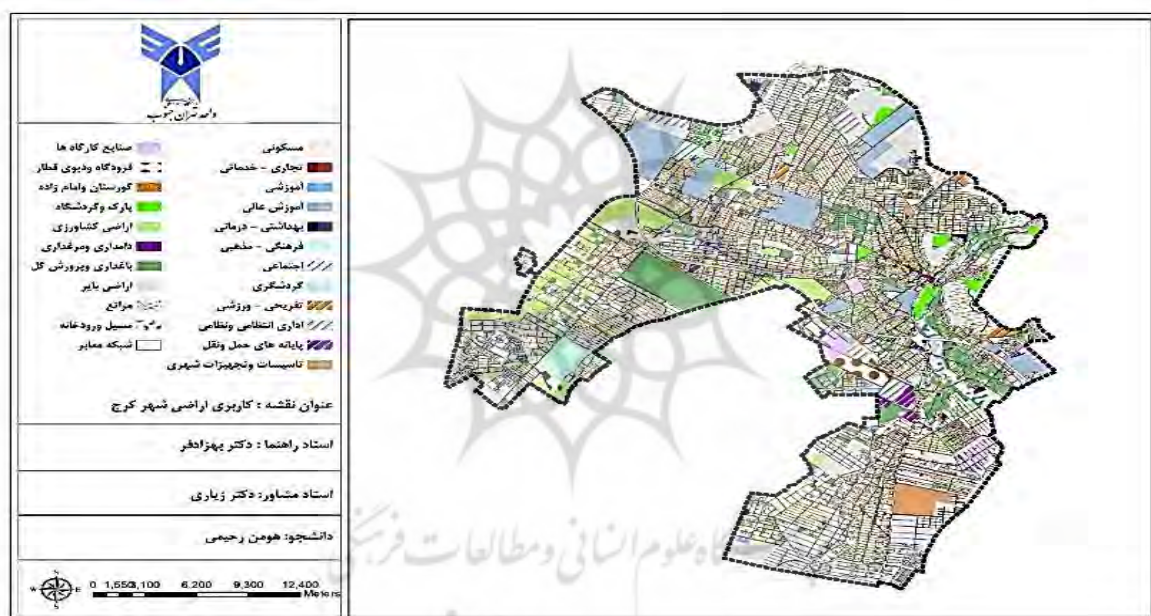 واحد تهران جنوب
مسکونی
تجاری - خدماتی
آموزشی
آموزش عالی
بهداشتی - درمانی
فرهنگی - مذهبی
اجتماعی
گردشگری
تفریحی - ورزشی
اداری انتظامی ونظامی
پایانه های حمل ونقل
تاسیسات وتجهیزات شهری
صنایع کارگاه ها
فرودگاه ودپوی قطار
گورستان وامام زاده
پارک وگردشگاه
اراضی کشاورزی
دامداری ومرغداری
باغداری وپرورش گل
اراضی بایر
مراتع
مسیل ورودخانه
شبکه معابر
عنوان نقشه : کاربری اراضی شهر کرج
استاد راهنما : دکتر بهزادفر
استاد مشاور: دکتر زیاری
دانشجو: هومن رحیمی
0 1,550 3,100 6,200 9,300 12,400
Meters
علوم انسانی و مطالعات فرهنگی